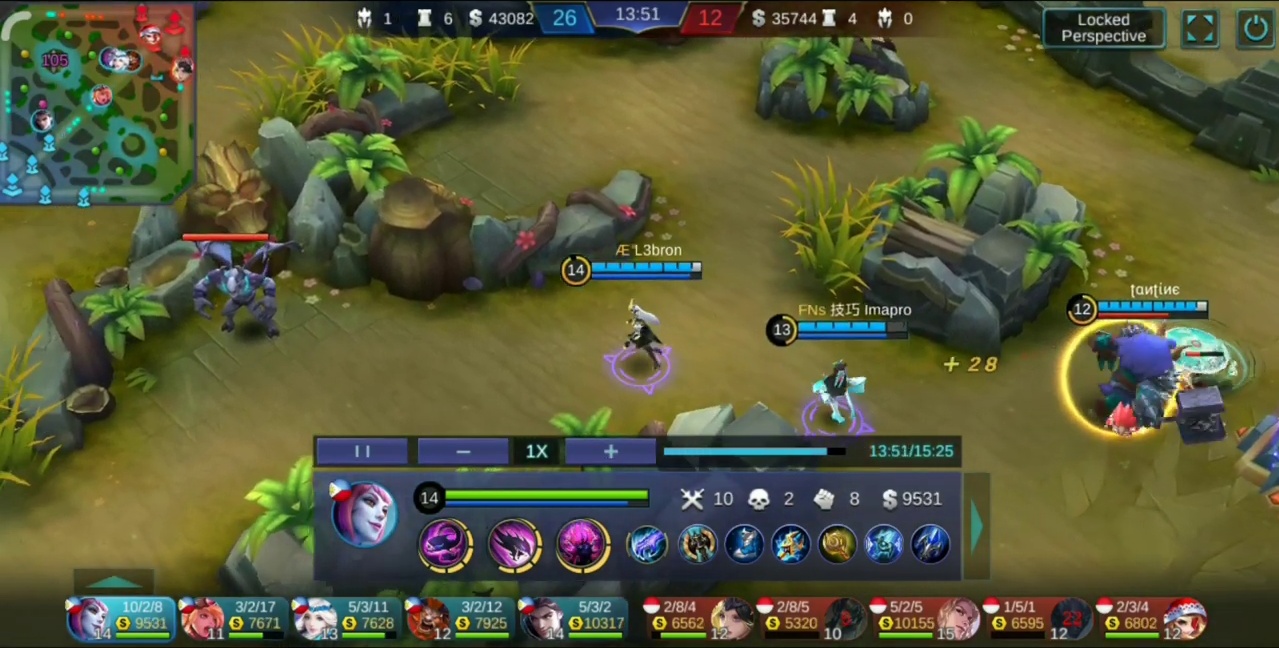 1 6 $ 43082 26 13:51 12 $ 35744 4 0
Locked
Perspective
105
Æ L3bron
14
FNs 技巧 Imapro
13
ţαηţιηє
12
+ 28
1X
13:51/15:25
14 10 2 8 $ 9531
10/2/8 3/2/17 5/3/11 3/2/12 5/3/2 2/8/4 2/8/5 5/2/5 1/5/1 2/3/4
9531 7671 7628 7925 10317 6562 5320 10155 6595 6802
14 11 13 12 14 12 10 15 22 12 12